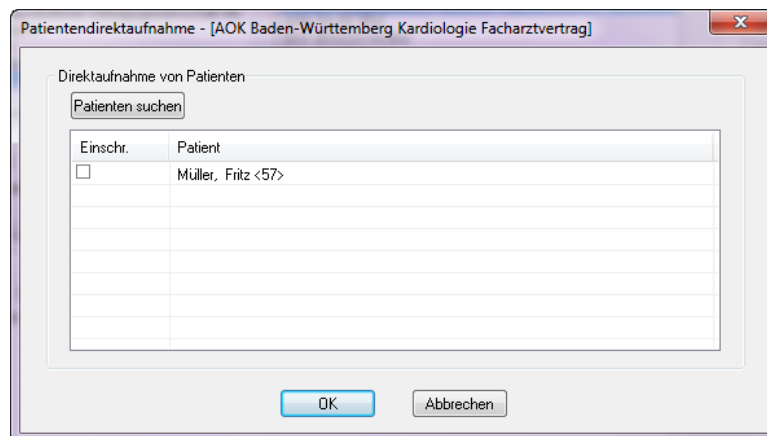 Patientendirektaufnahme - [AOK Baden-Württemberg Kardiologie Facharztvertrag]
Direktaufnahme von Patienten
Patienten suchen
Einschr. Patient
Müller, Fritz <57>
OK Abbrechen